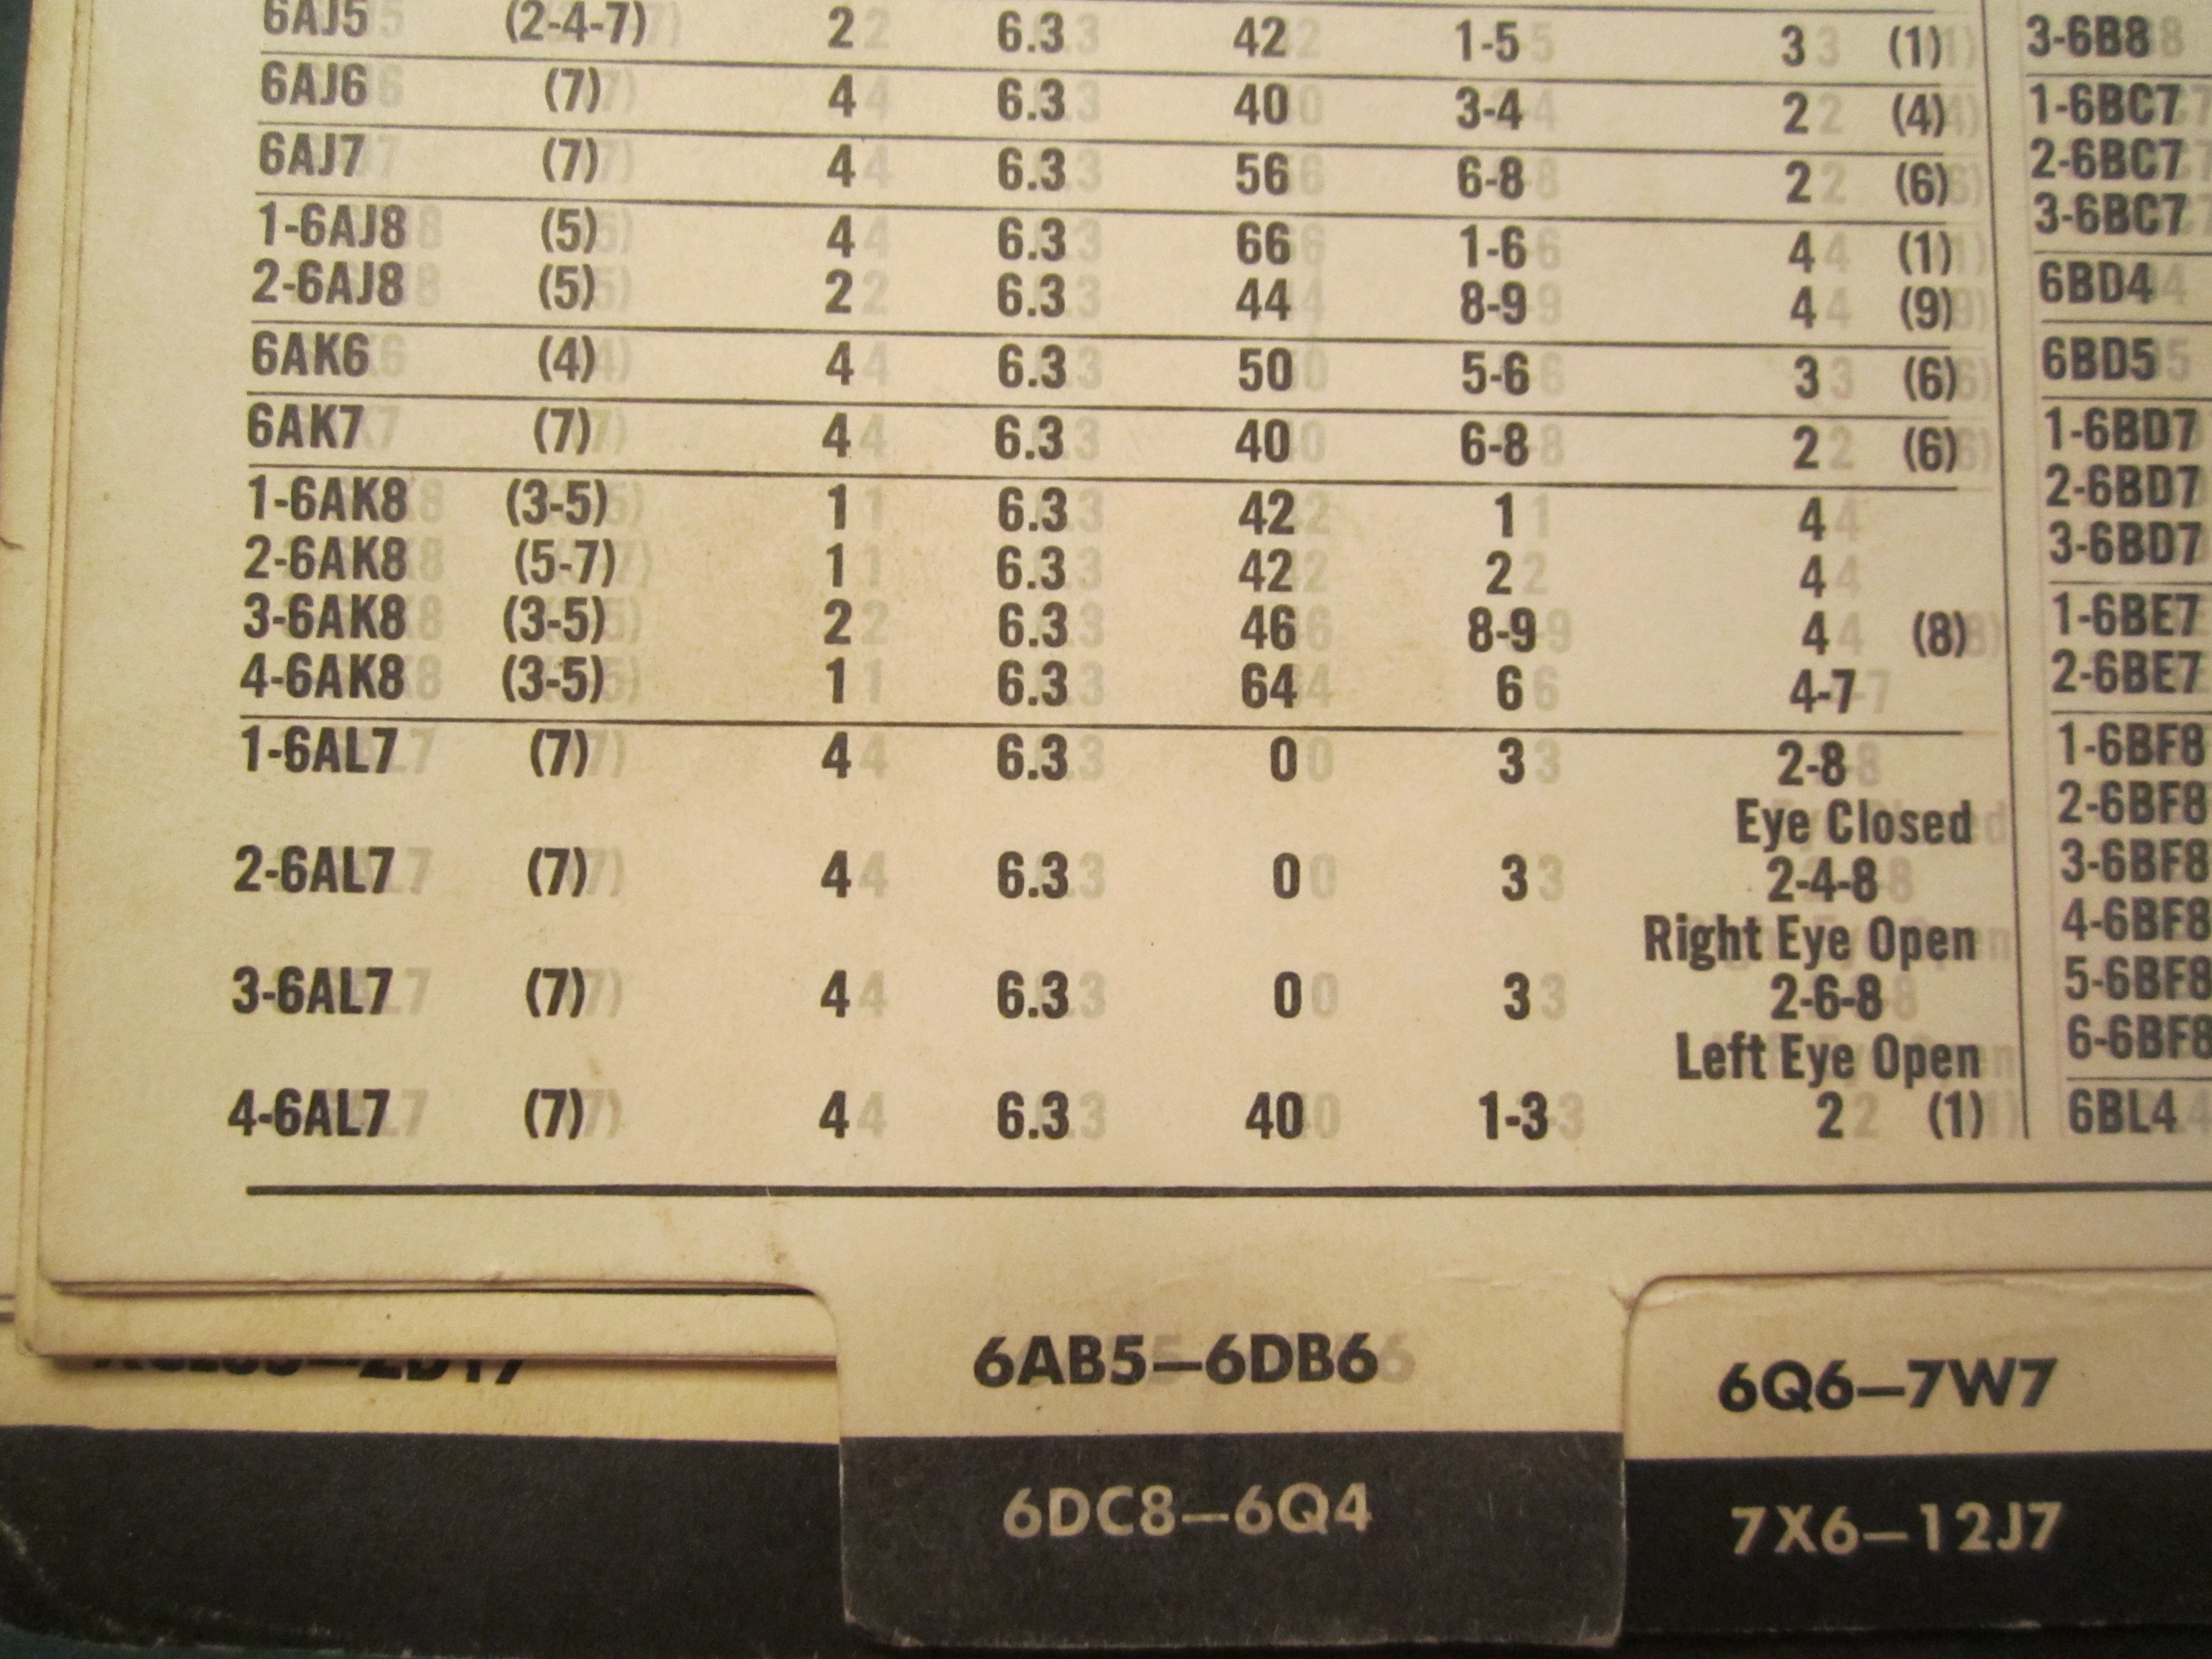 6AJ5 (2-4-7) 2 6.3 42 1-5 3 (1)
6AJ6 (7) 4 6.3 40 3-4 2 (4)
6AJ7 (7) 4 6.3 56 6-8 2 (6)
1-6AJ8 (5) 4 6.3 66 1-6 4 (1)
2-6AJ8 (5) 2 6.3 44 8-9 4 (9)
6AK6 (4) 4 6.3 50 5-6 3 (6)
6AK7 (7) 4 6.3 40 6-8 2 (6)
1-6AK8 (3-5) 1 6.3 42 1 4
2-6AK8 (5-7) 1 6.3 42 2 4
3-6AK8 (3-5) 2 6.3 46 8-9 4 (8)
4-6AK8 (3-5) 1 6.3 64 6 4-7
1-6AL7 (7) 4 6.3 0 3 2-8
Eye Closed
2-6AL7 (7) 4 6.3 0 3 2-4-8
Right Eye Open
3-6AL7 (7) 4 6.3 0 3 2-6-8
Left Eye Open
4-6AL7 (7) 4 6.3 40 1-3 2 (1)
3-6B8
1-6BC7
2-6BC7
3-6BC7
6BD4
6BD5
1-6BD7
2-6BD7
3-6BD7
1-6BE7
2-6BE7
1-6BF8
2-6BF8
3-6BF8
4-6BF8
5-6BF8
6-6BF8
6BL4
6AB5—6DB6
6DC8—6Q4
6Q6—7W7
7X6—12J7